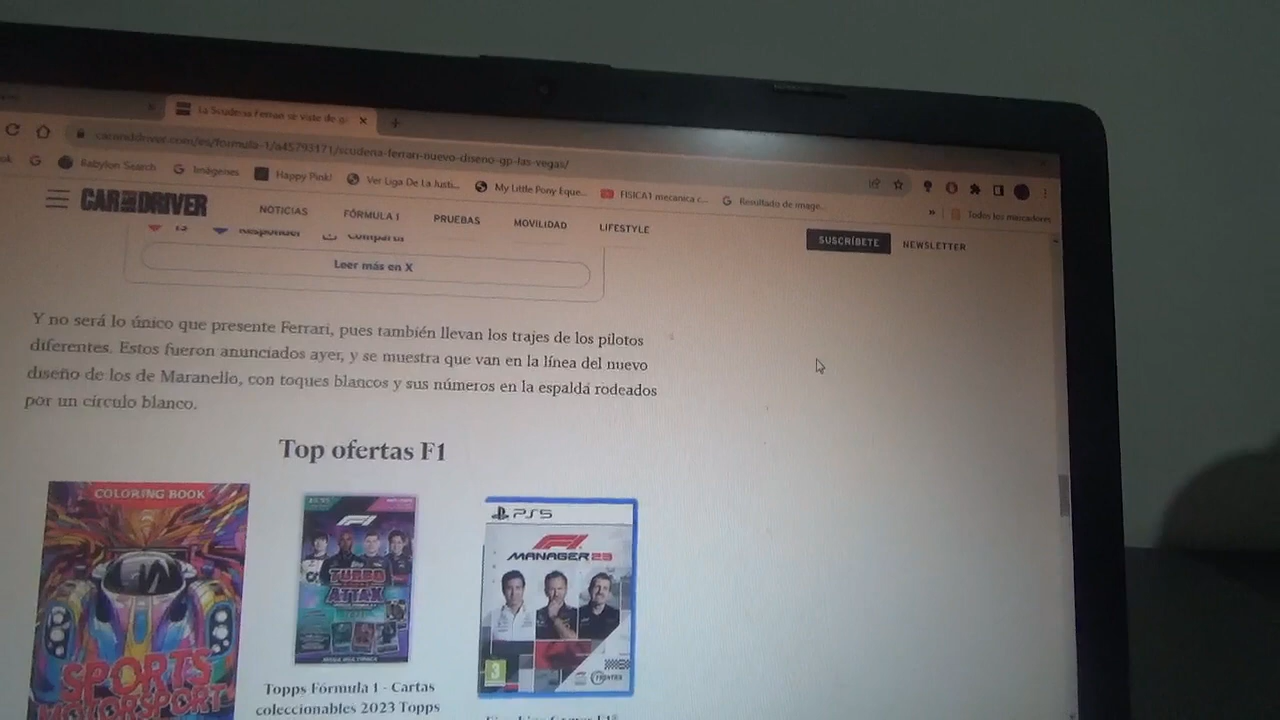 La Scuderia Ferrari se viste de
caranddriver.com/es/formula-1/a45793171/scuderia-ferrari-nuevo-diseno-gp-las-vegas/
Babylon Search
Imágenes
Happy Pink!
Ver Liga De La Justi...
My Little Pony Eque...
FISICA1 mecanica c...
Resultado de image...
»
Todos los marcadores
CAR AND DRIVER
NOTICIAS
FÓRMULA 1
PRUEBAS
MOVILIDAD
LIFESTYLE
SUSCRÍBETE
NEWSLETTER
Responder
Leer más en X
Y no será lo único que presente Ferrari, pues también llevan los trajes de los pilotos
diferentes. Estos fueron anunciados ayer, y se muestra que van en la línea del nuevo
diseño de los de Maranello, con toques blancos y sus números en la espalda rodeados
por un círculo blanco.
Top ofertas F1
COLORING BOOK
SPORTS
MOTORSPORT
F1
TURBO
ATTAX
PS5
F1
MANAGER 23
3
FRONTIER
Topps Fórmula 1 - Cartas
coleccionables 2023 Topps